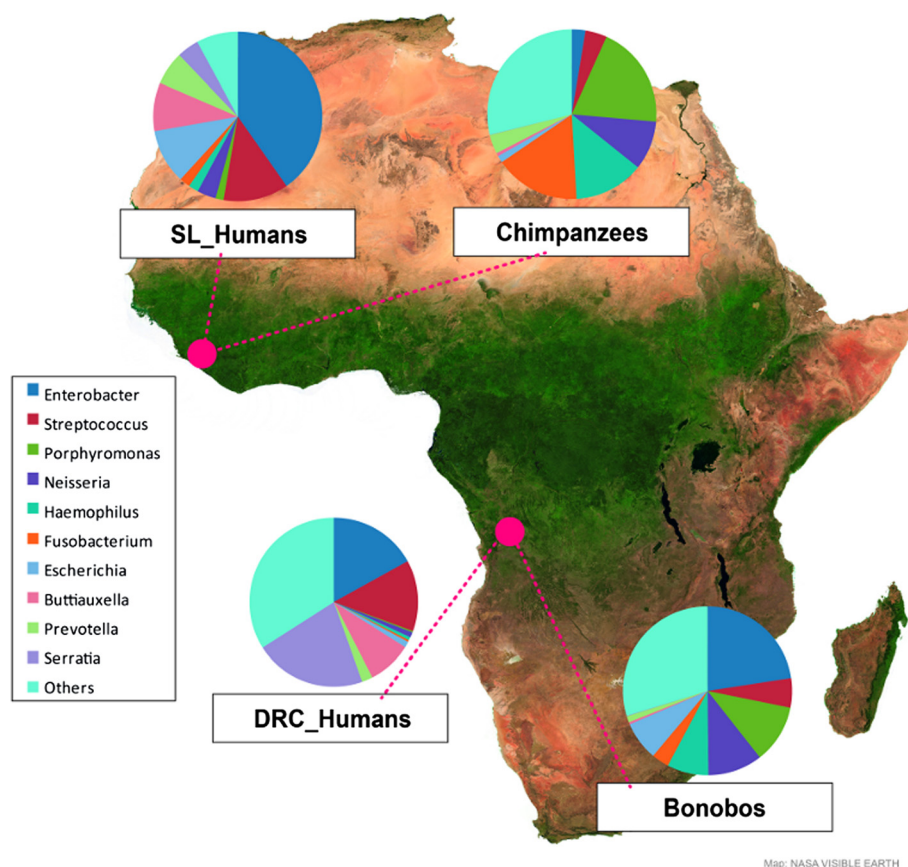 SL_Humans
Chimpanzees
Enterobacter
Streptococcus
Porphyromonas
Neisseria
Haemophilus
Fusobacterium
Escherichia
Buttiauxella
Prevotella
Serratia
Others
DRC_Humans
Bonobos
Map: NASA VISIBLE EARTH